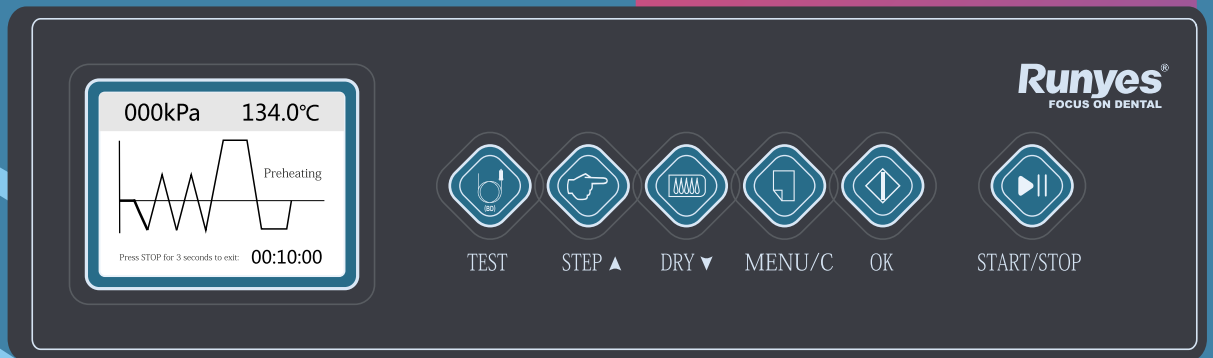 000kPa 134.0℃
Preheating
Press STOP for 3 seconds to exit: 00:10:00
Runyes®
FOCUS ON DENTAL
(BD)
TEST STEP ▲ DRY ▼ MENU/C OK START/STOP